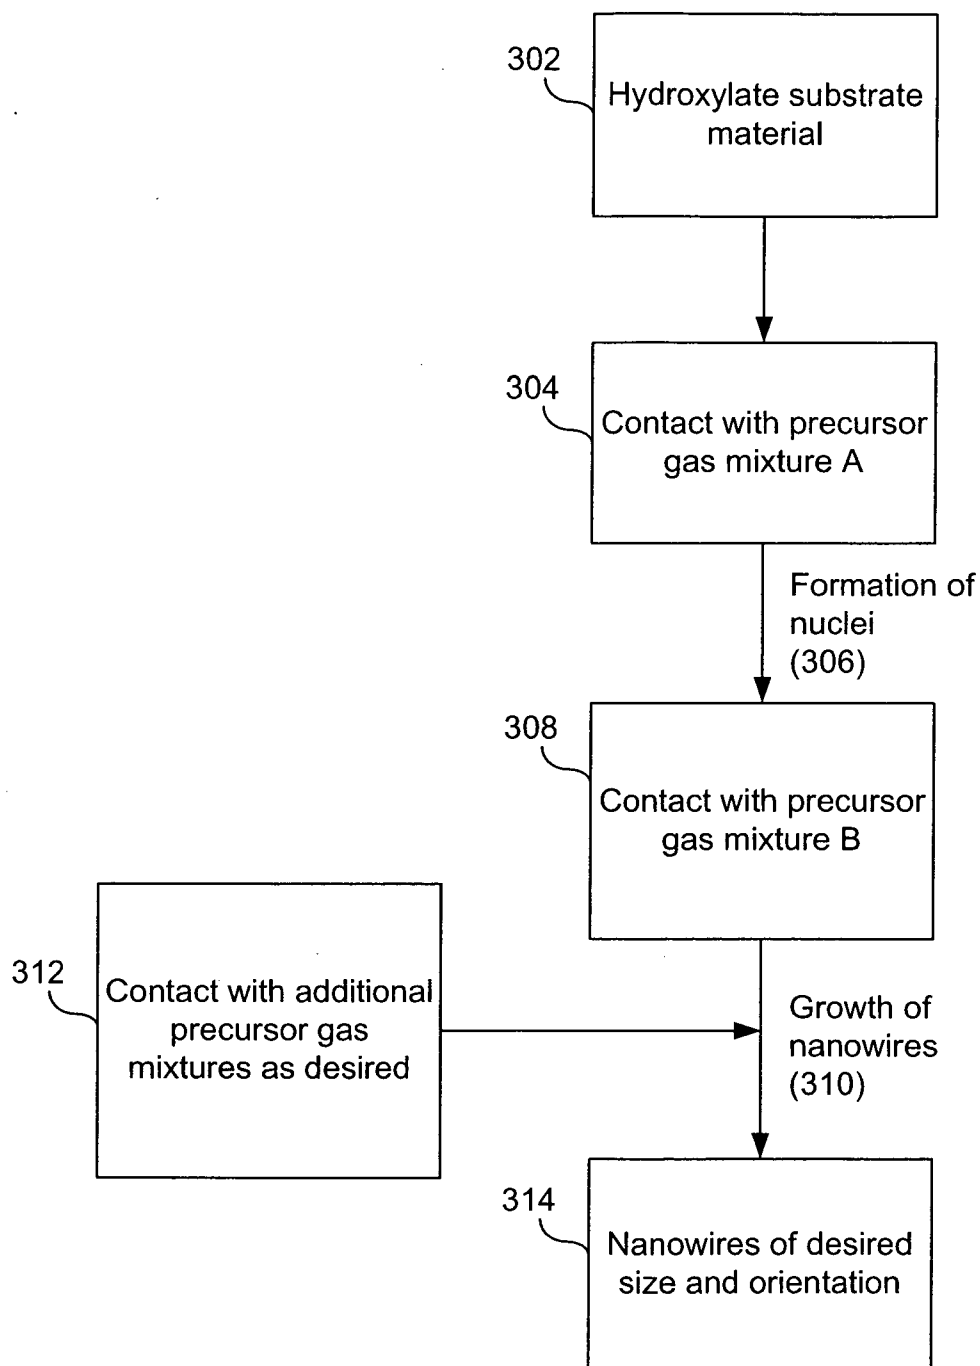 302
Hydroxylate substrate
material
304
Contact with precursor
gas mixture A
Formation of
nuclei
(306)
308
Contact with precursor
gas mixture B
312
Contact with additional
precursor gas
mixtures as desired
Growth of
nanowires
(310)
314
Nanowires of desired
size and orientation